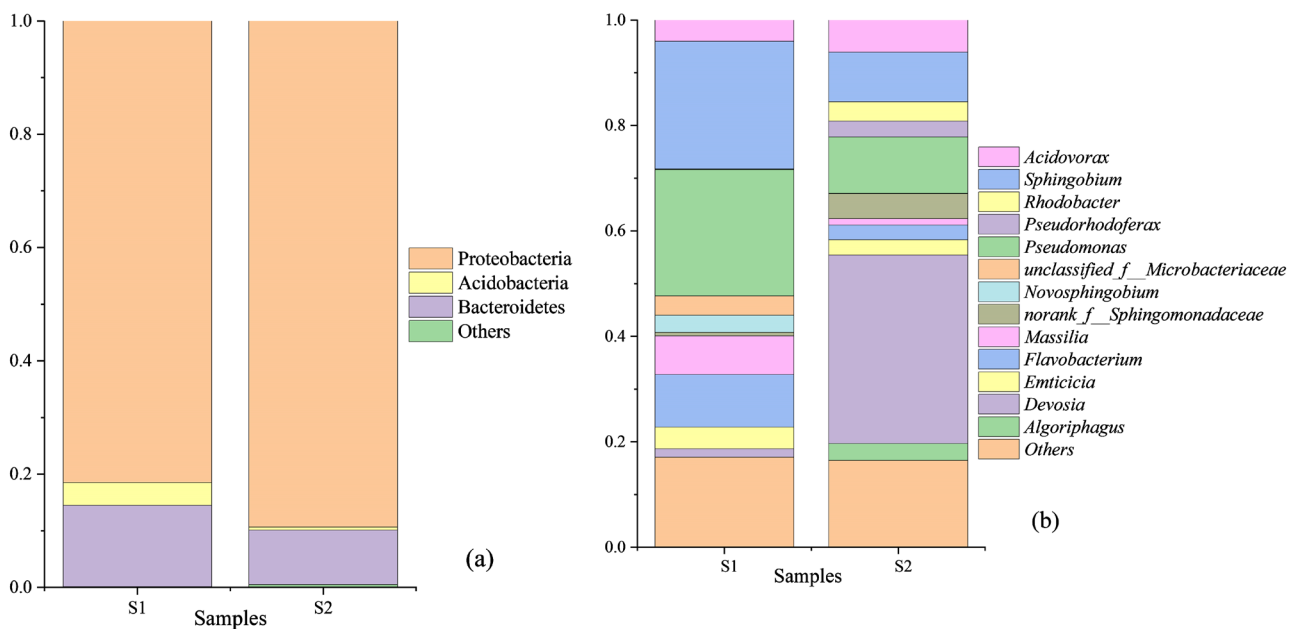 1.0
0.8
0.6
0.4
0.2
0.0
S1
S2
Samples
Proteobacteria
Acidobacteria
Bacteroidetes
Others
(a)
1.0
0.8
0.6
0.4
0.2
0.0
S1
S2
Samples
Acidovorax
Sphingobium
Rhodobacter
Pseudorhodoferax
Pseudomonas
unclassified_f__Microbacteriaceae
Novosphingobium
norank_f__Sphingomonadaceae
Massilia
Flavobacterium
Emticicia
Devosia
Algoriphagus
Others
(b)